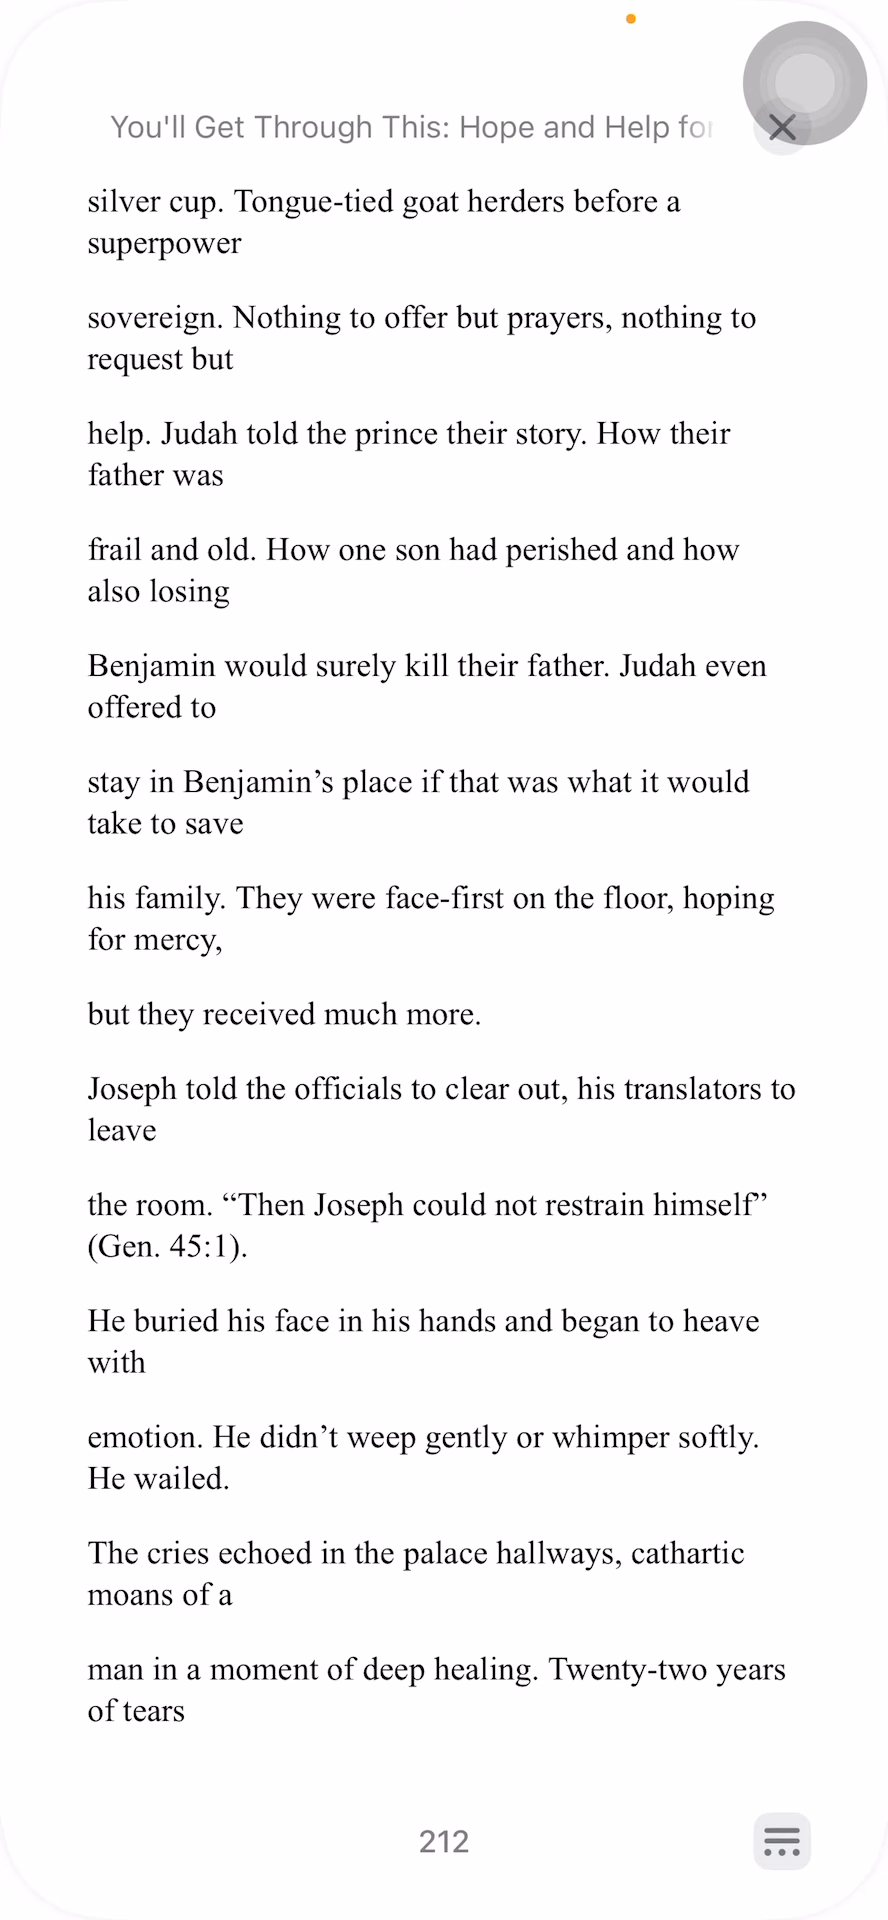 You'll Get Through This: Hope and Help for
silver cup. Tongue-tied goat herders before a
superpower
sovereign. Nothing to offer but prayers, nothing to
request but
help. Judah told the prince their story. How their
father was
frail and old. How one son had perished and how
also losing
Benjamin would surely kill their father. Judah even
offered to
stay in Benjamin’s place if that was what it would
take to save
his family. They were face-first on the floor, hoping
for mercy,
but they received much more.
Joseph told the officials to clear out, his translators to
leave
the room. “Then Joseph could not restrain himself”
(Gen. 45:1).
He buried his face in his hands and began to heave
with
emotion. He didn’t weep gently or whimper softly.
He wailed.
The cries echoed in the palace hallways, cathartic
moans of a
man in a moment of deep healing. Twenty-two years
of tears
212